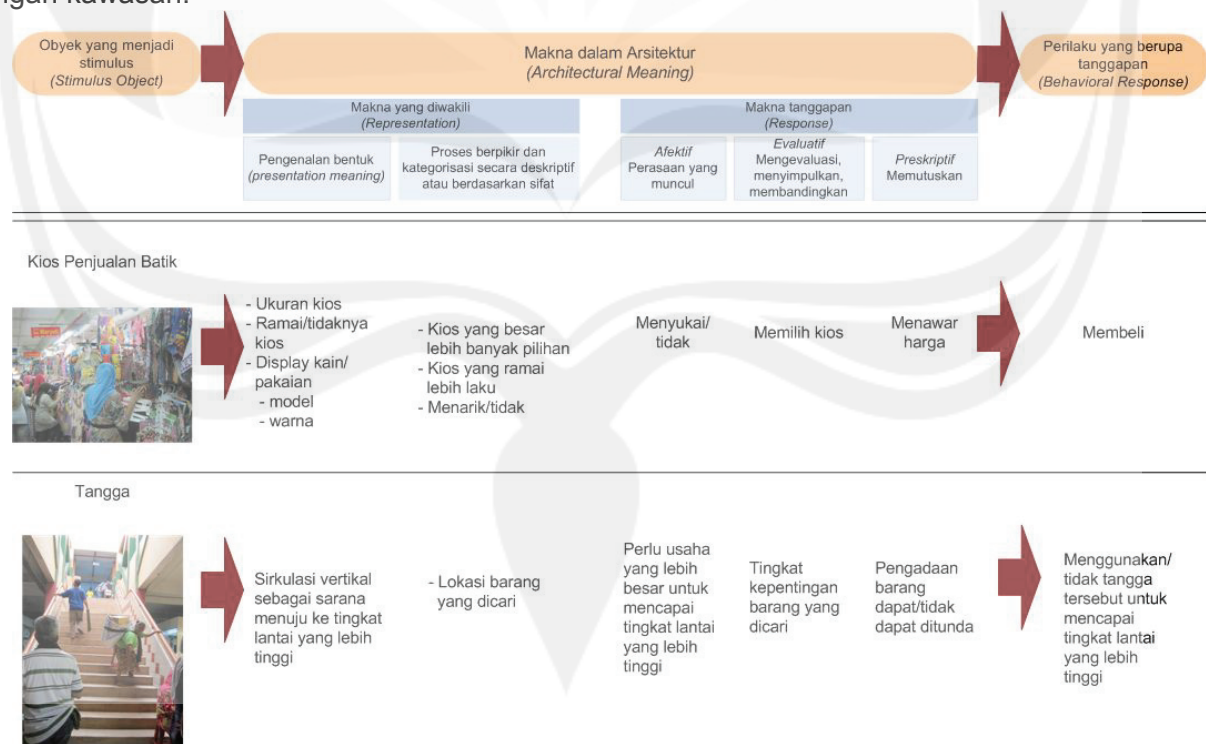 ngan kawasan.
Obyek yang menjadi
stimulus
(Stimulus Object)
Makna dalam Arsitektur
(Architectural Meaning)
Perilaku yang berupa
tanggapan
(Behavioral Response)
Makna yang diwakili
(Representation)
Makna tanggapan
(Response)
Pengenalan bentuk
(presentation meaning)
Proses berpikir dan
kategorisasi secara deskriptif
atau berdasarkan sifat
Afektif
Perasaan yang
muncul
Evaluatif
Mengevaluasi,
menyimpulkan,
membandingkan
Preskriptif
Memutuskan
Kios Penjualan Batik
- Ukuran kios
- Ramai/tidaknya
kios
- Display kain/
pakaian
- model
- warna
- Kios yang besar
lebih banyak pilihan
- Kios yang ramai
lebih laku
- Menarik/tidak
Menyukai/
tidak
Memilih kios
Menawar
harga
Membeli
Tangga
Sirkulasi vertikal
sebagai sarana
menuju ke tingkat
lantai yang lebih
tinggi
- Lokasi barang
yang dicari
Perlu usaha
yang lebih
besar untuk
mencapai
tingkat lantai
yang lebih
tinggi
Tingkat
kepentingan
barang yang
dicari
Pengadaan
barang
dapat/tidak
dapat ditunda
Menggunakan/
tidak tangga
tersebut untuk
mencapai
tingkat lantai
yang lebih
tinggi